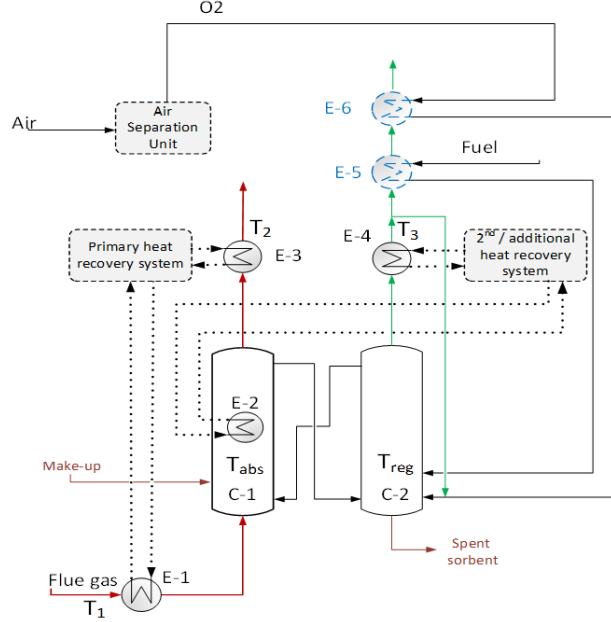 O2
Air
Air
Separation
Unit
E-6
Fuel
E-5
T2
T3
E-4
Primary heat
recovery system
E-3
2nd / additional
heat recovery
system
E-2
Tabs
Treg
Make-up
C-1
C-2
Spent
sorbent
Flue gas
E-1
T1